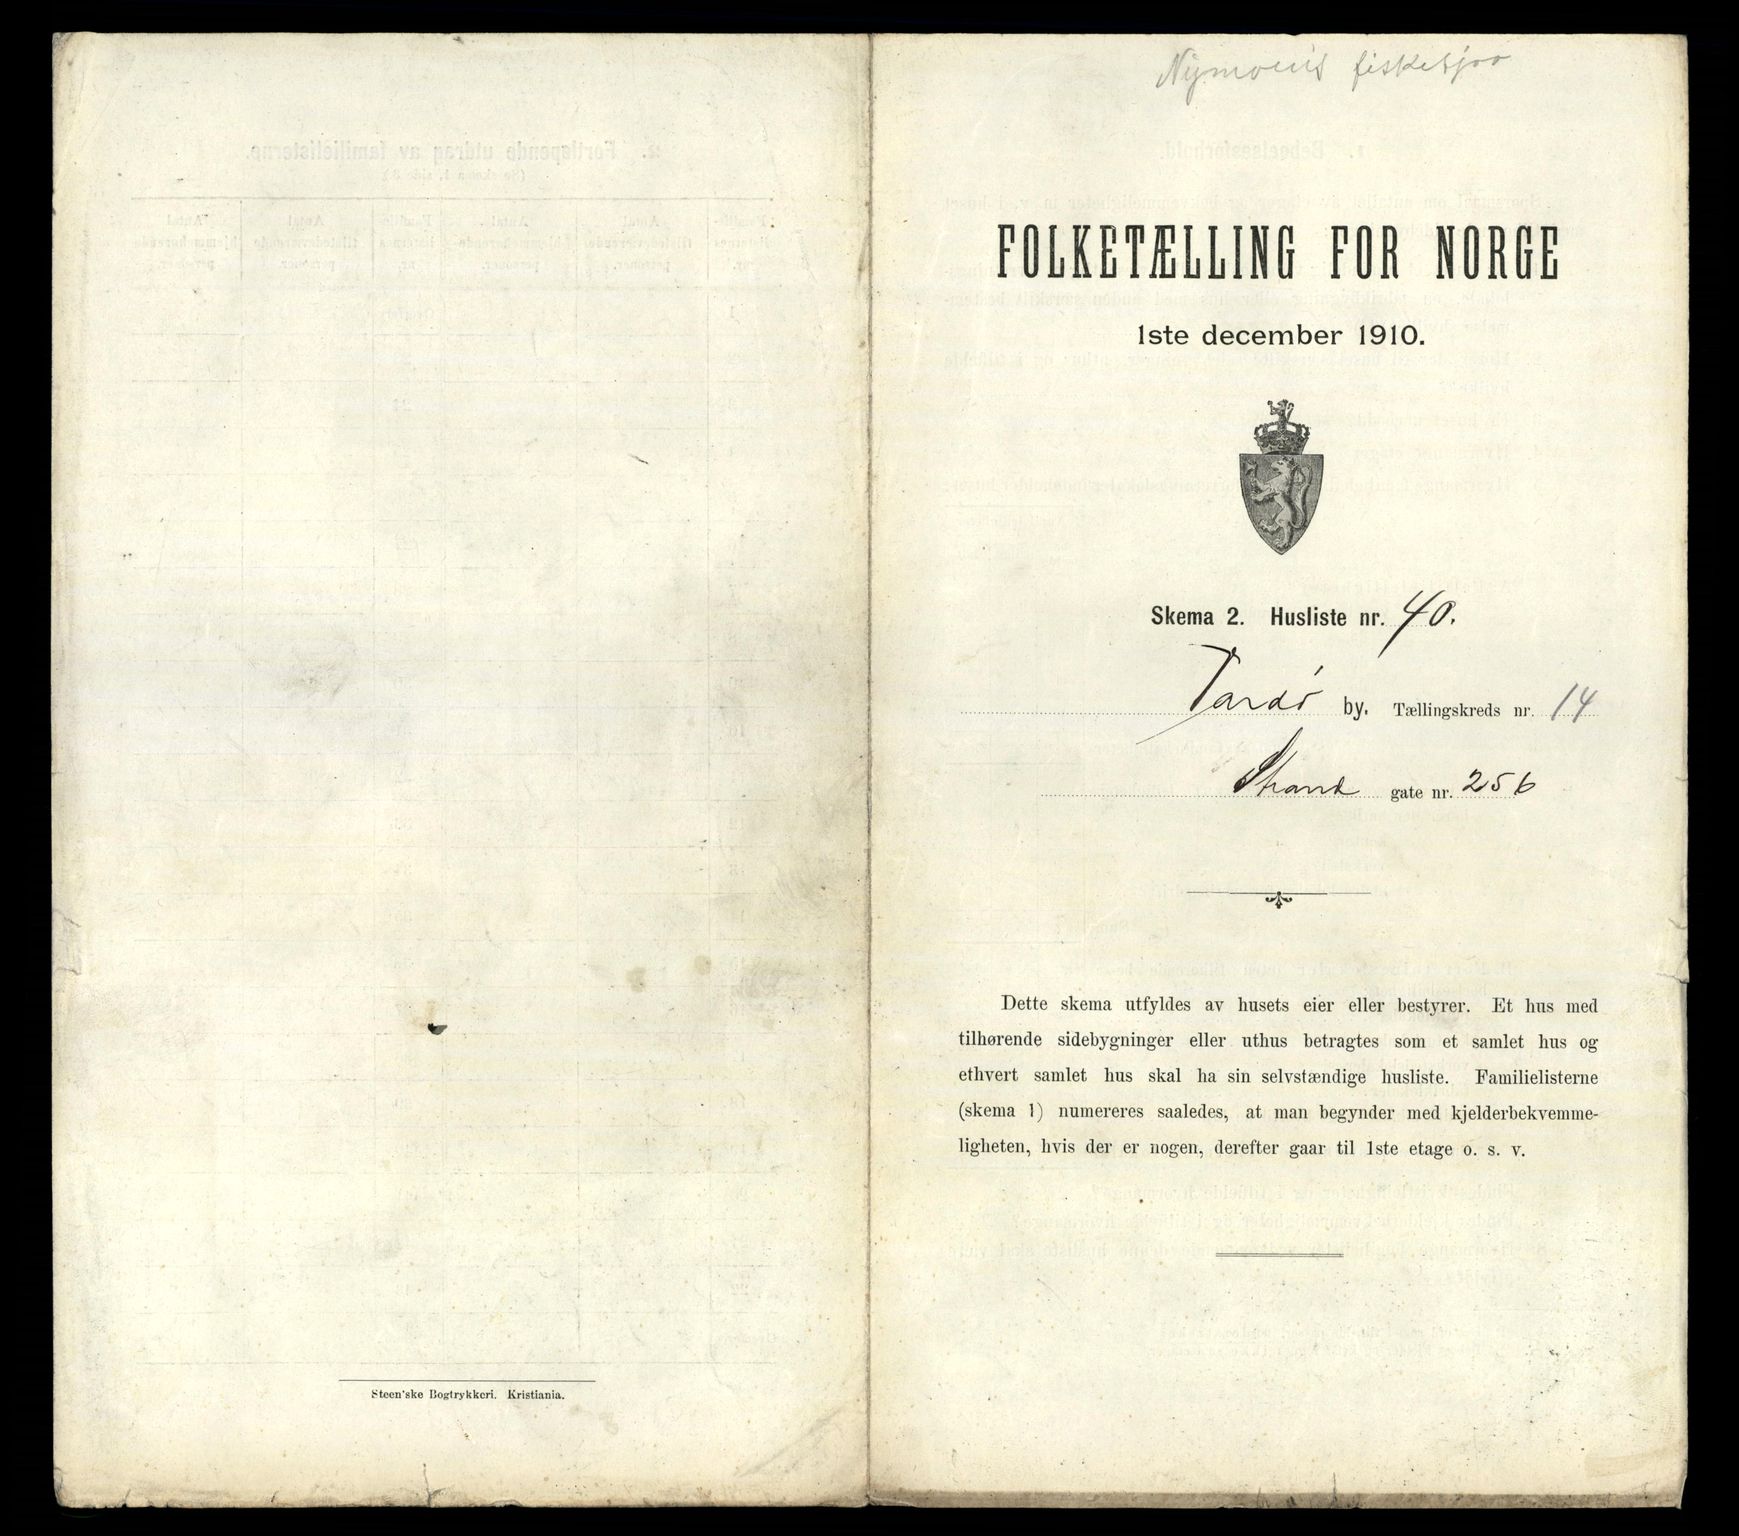 Nymoens fiskesjøo
FOLKETÆLLING FOR NORGE
1ste december 1910.
Skema 2. Husliste nr. 40.
Vardø by. Tællingskreds nr. 14
Strand gate nr. 256
Dette skema utfyldes av husets eier eller bestyrer. Et hus med
tilhørende sidebygninger eller uthus betragtes som et samlet hus og
ethvert samlet hus skal ha sin selvstændige husliste. Familielisterne
(skema 1) numereres saaledes, at man begynder med kjelderbekvemme-
ligheten, hvis der er nogen, derefter gaar til 1ste etage o. s. v.
Steen'ske Bogtrykkeri. Kristiania.